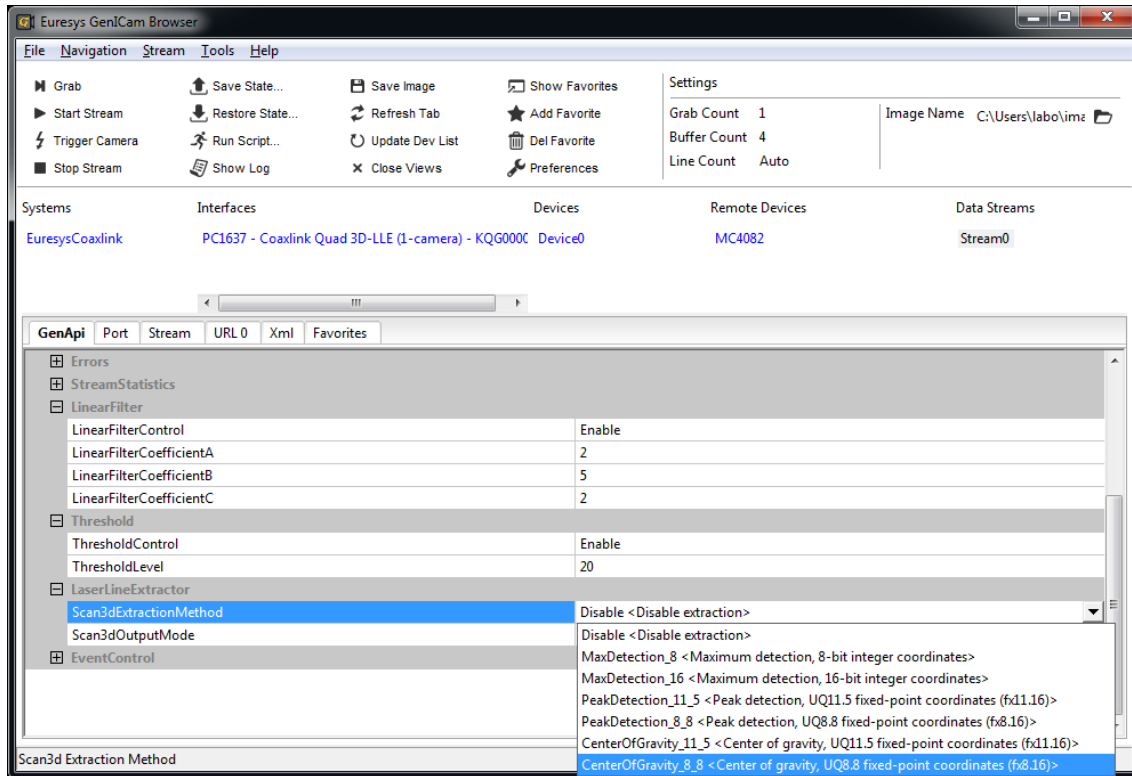 Euresys GenICam Browser
File Navigation Stream Tools Help
Grab Save State... Save Image Show Favorites Settings
Start Stream Restore State... Refresh Tab Add Favorite Grab Count 1 Image Name C:\Users\labo\ima
Trigger Camera Run Script... Update Dev List Del Favorite Buffer Count 4
Stop Stream Show Log Close Views Preferences Line Count Auto
Systems Interfaces Devices Remote Devices Data Streams
EuresysCoaxlink PC1637 - Coaxlink Quad 3D-LLE (1-camera) - KQG0000 Device0 MC4082 Stream0
GenApi Port Stream URL 0 Xml Favorites
Errors
StreamStatistics
LinearFilter
LinearFilterControl Enable
LinearFilterCoefficientA 2
LinearFilterCoefficientB 5
LinearFilterCoefficientC 2
Threshold
ThresholdControl Enable
ThresholdLevel 20
LaserLineExtractor
Scan3dExtractionMethod Disable <Disable extraction>
Scan3dOutputMode Disable <Disable extraction>
EventControl MaxDetection_8 <Maximum detection, 8-bit integer coordinates>
MaxDetection_16 <Maximum detection, 16-bit integer coordinates>
PeakDetection_11_5 <Peak detection, UQ11.5 fixed-point coordinates (fx11.16)>
PeakDetection_8_8 <Peak detection, UQ8.8 fixed-point coordinates (fx8.16)>
CenterOfGravity_11_5 <Center of gravity, UQ11.5 fixed-point coordinates (fx11.16)>
Scan3d Extraction Method CenterOfGravity_8_8 <Center of gravity, UQ8.8 fixed-point coordinates (fx8.16)>